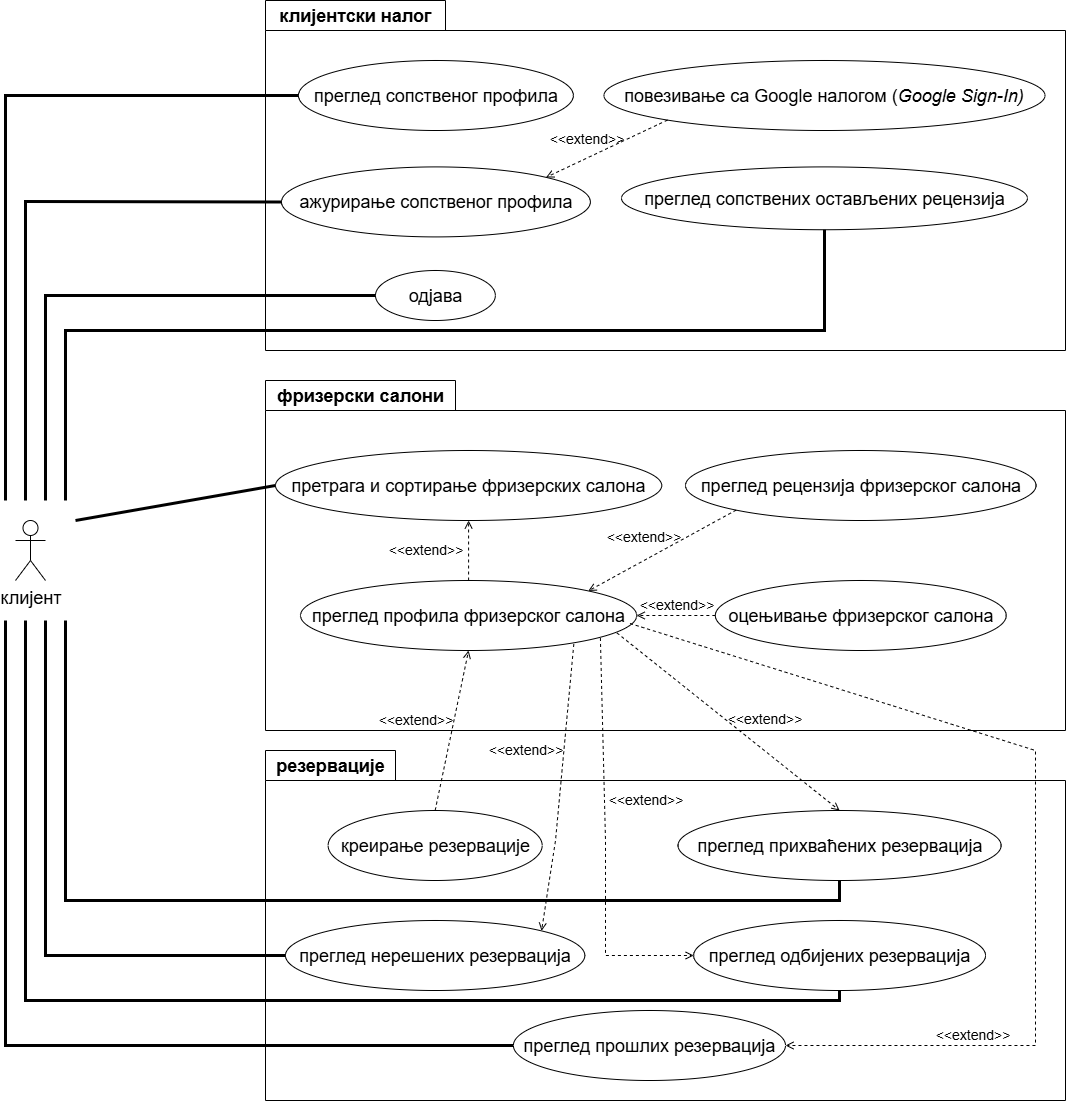 клијентски налог
преглед сопственог профила
повезивање са Google налогом (Google Sign-In)
<<extend>>
ажурирање сопственог профила
преглед сопствених остављених рецензија
одјава
фризерски салони
претрага и сортирање фризерских салона
преглед рецензија фризерског салона
<<extend>>
<<extend>>
клијент
преглед профила фризерског салона
<<extend>>
оцењивање фризерског салона
<<extend>>
<<extend>>
<<extend>>
резервације
<<extend>>
креирање резервације
преглед прихваћених резервација
преглед нерешених резервација
преглед одбијених резервација
<<extend>>
преглед прошлих резервација